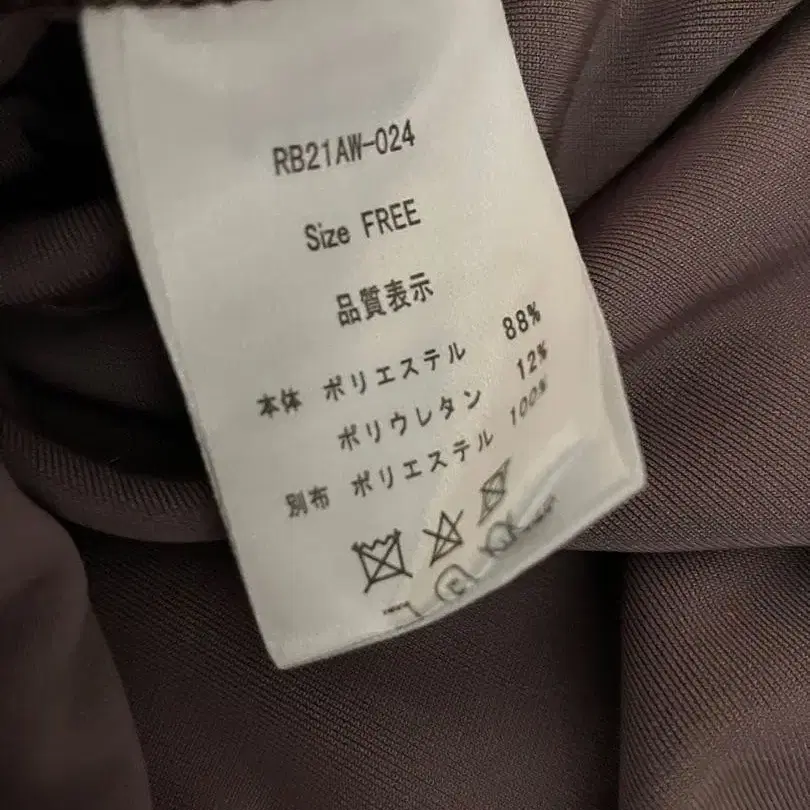 RB21AW-024
Size FREE
品質表示
本体 ポリエステル 88%
ポリウレタン 12%
別布 ポリエステル 100%